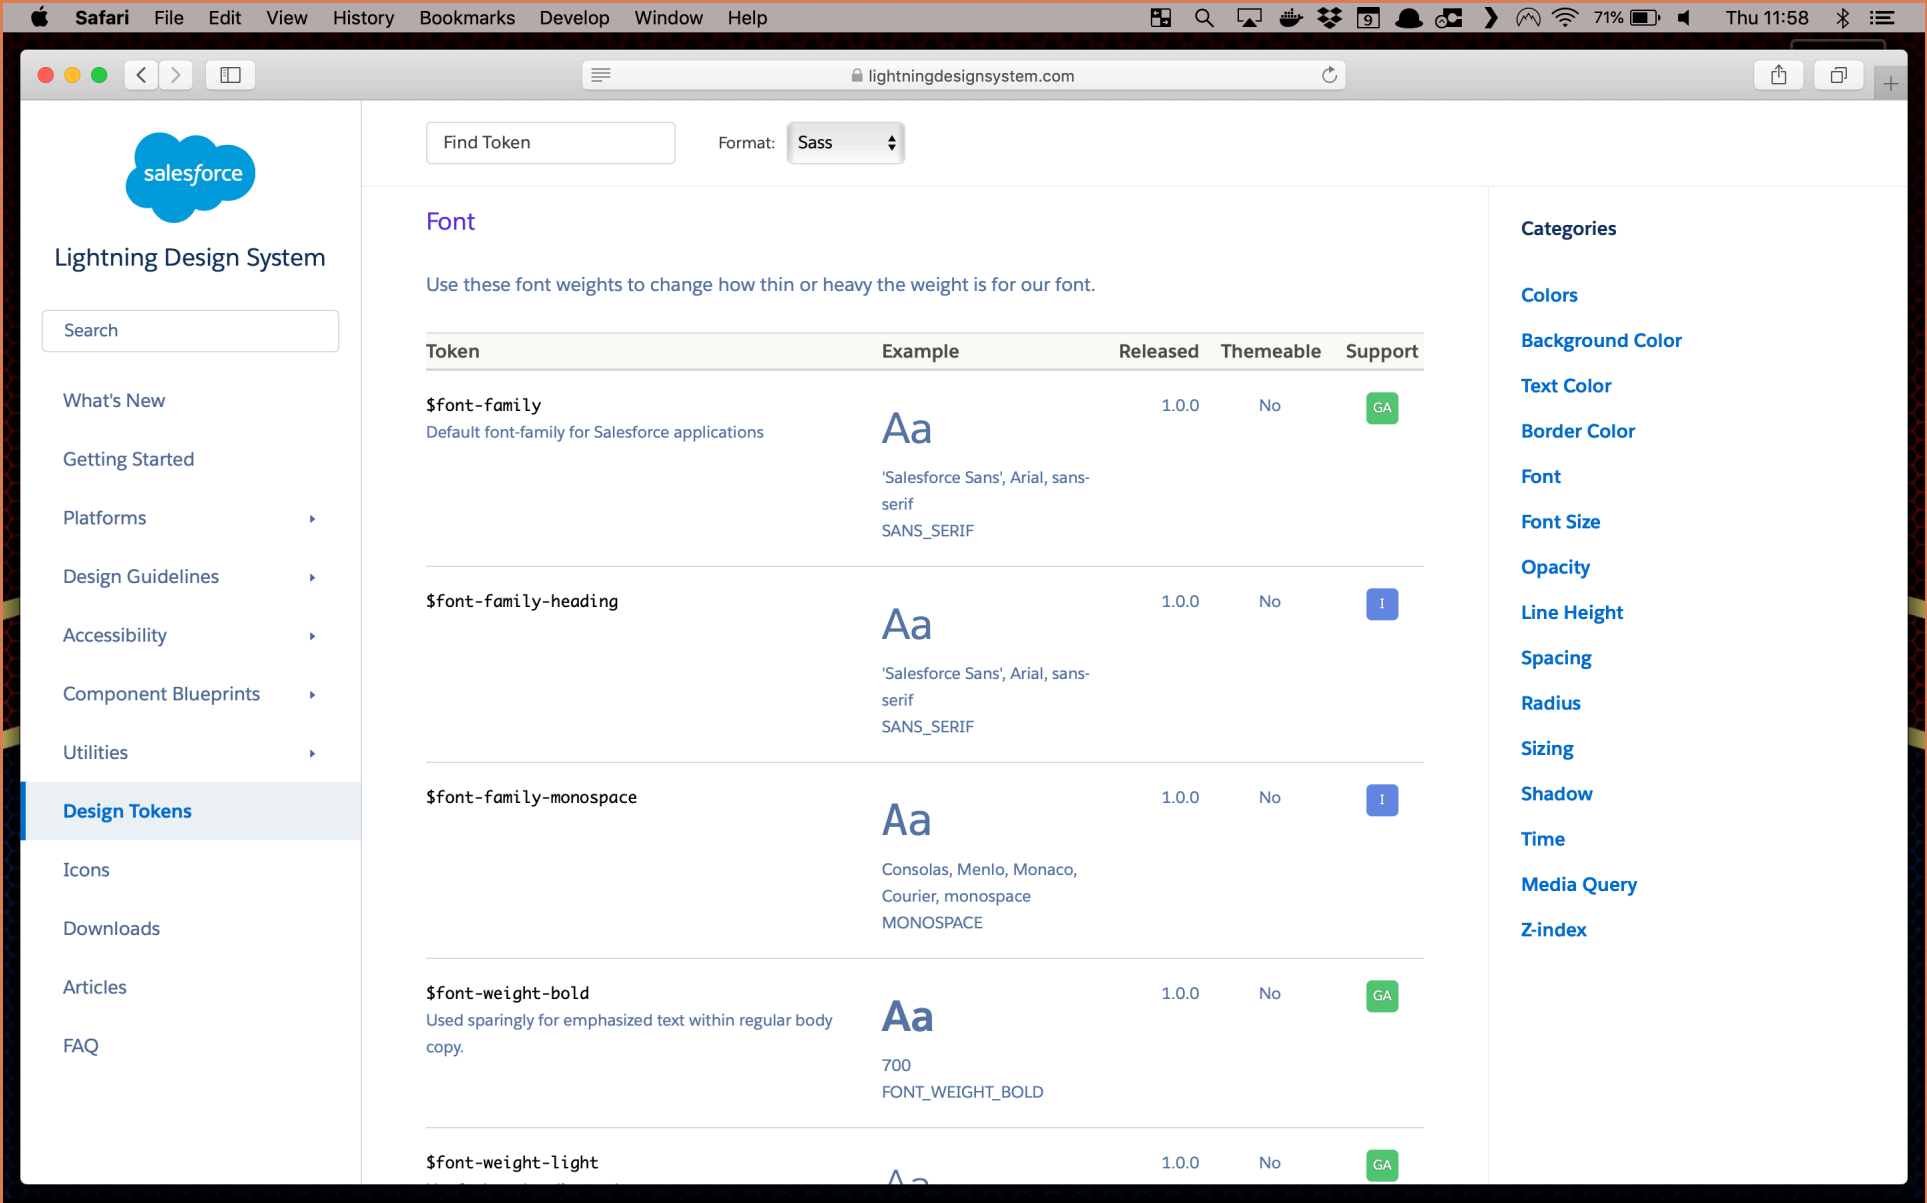 Safari File Edit View History Bookmarks Develop Window Help 9 71% Thu 11:58
lightningdesignsystem.com
salesforce
Lightning Design System
Search
What's New
Getting Started
Platforms
Design Guidelines
Accessibility
Component Blueprints
Utilities
Design Tokens
Icons
Downloads
Articles
FAQ
Find Token Format: Sass
Font
Use these font weights to change how thin or heavy the weight is for our font.
Token Example Released Themeable Support
$font-family 1.0.0 No GA
Default font-family for Salesforce applications
Aa
'Salesforce Sans', Arial, sans-
serif
SANS_SERIF
$font-family-heading 1.0.0 No I
Aa
'Salesforce Sans', Arial, sans-
serif
SANS_SERIF
$font-family-monospace 1.0.0 No I
Aa
Consolas, Menlo, Monaco,
Courier, monospace
MONOSPACE
$font-weight-bold 1.0.0 No GA
Used sparingly for emphasized text within regular body
copy.
Aa
700
FONT_WEIGHT_BOLD
$font-weight-light 1.0.0 No GA
Aa
Categories
Colors
Background Color
Text Color
Border Color
Font
Font Size
Opacity
Line Height
Spacing
Radius
Sizing
Shadow
Time
Media Query
Z-index